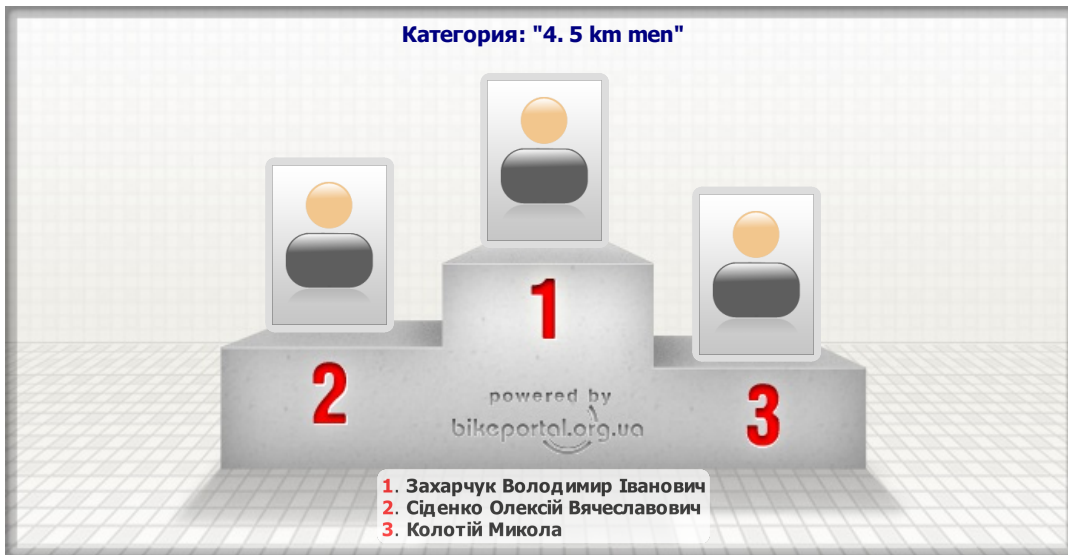 Категория: "4. 5 km men"
1
2
3
powered by
bikeportal.org.ua
1. Захарчук Володимир Іванович
2. Сіденко Олексій Вячеславович
3. Колотій Микола